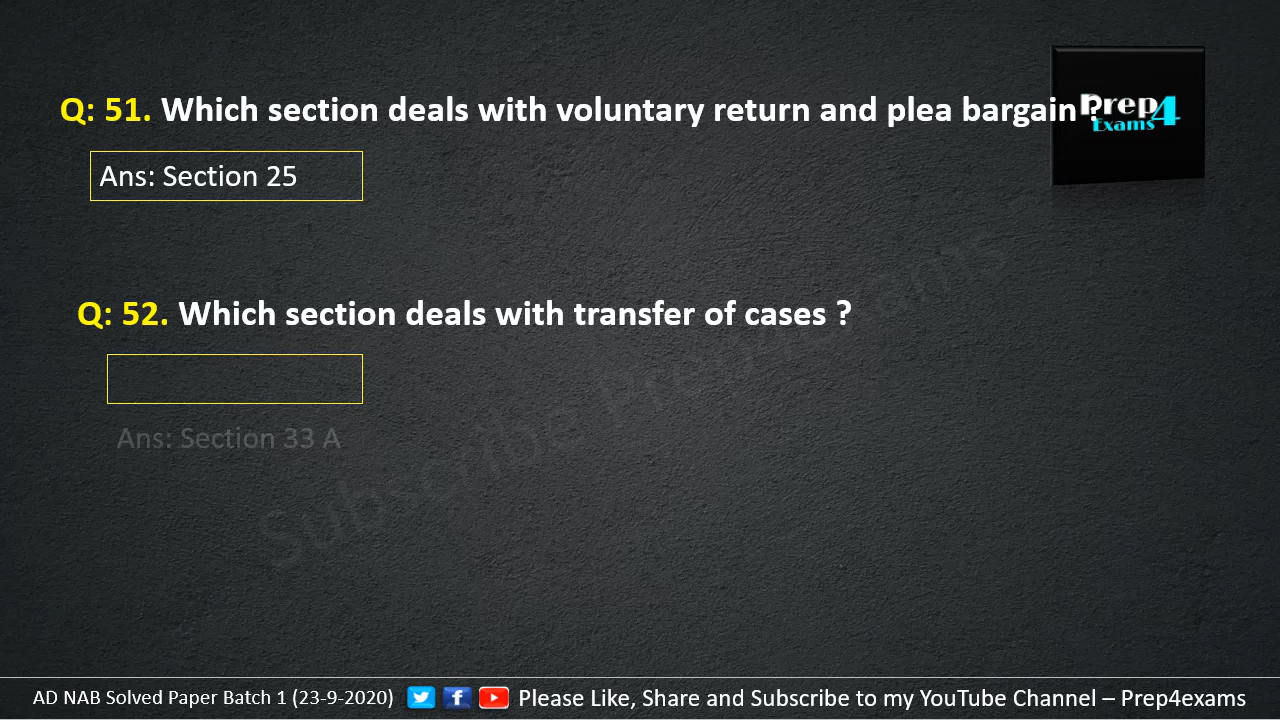 Q: 51. Which section deals with voluntary return and plea bargain ?
Prep4
Exams
Ans: Section 25
Q: 52. Which section deals with transfer of cases ?
Ans: Section 33 A
Subscribe Prep4exams
AD NAB Solved Paper Batch 1 (23-9-2020)
Please Like, Share and Subscribe to my YouTube Channel – Prep4exams